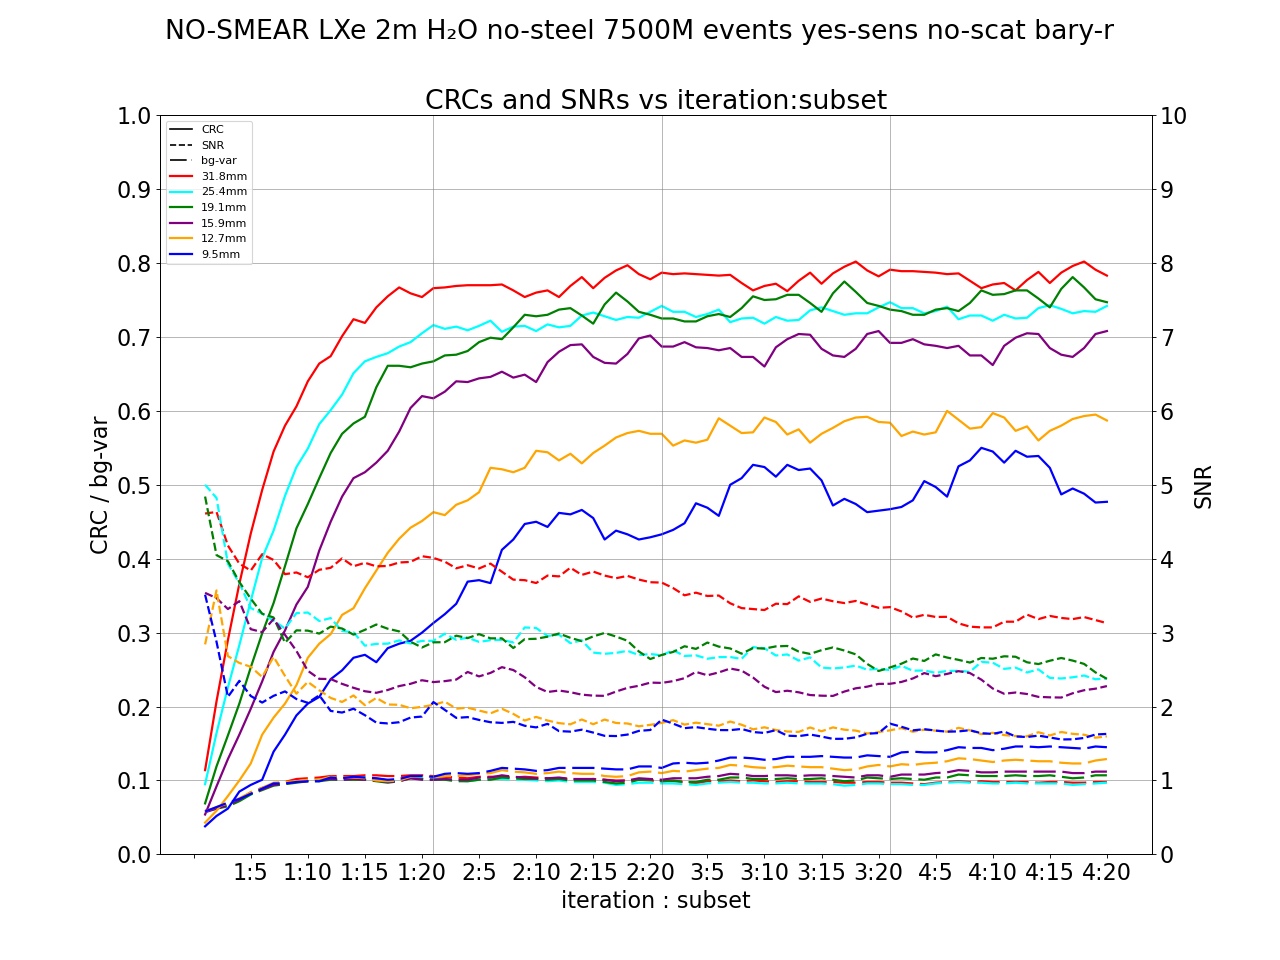 NO-SMEAR LXe 2m H₂O no-steel 7500M events yes-sens no-scat bary-r
CRCs and SNRs vs iteration:subset
CRC
SNR
bg-var
31.8mm
25.4mm
19.1mm
15.9mm
12.7mm
9.5mm
1.0
0.9
0.8
0.7
0.6
0.5
0.4
0.3
0.2
0.1
0.0
CRC / bg-var
10
9
8
7
6
5
4
3
2
1
0
SNR
1:5 1:10 1:15 1:20 2:5 2:10 2:15 2:20 3:5 3:10 3:15 3:20 4:5 4:10 4:15 4:20
iteration : subset